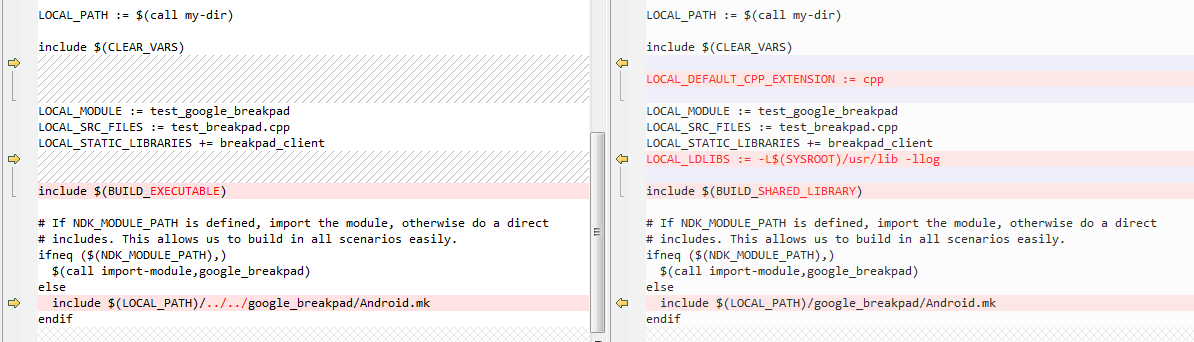 LOCAL_PATH := $(call my-dir)
include $(CLEAR_VARS)
LOCAL_MODULE := test_google_breakpad
LOCAL_SRC_FILES := test_breakpad.cpp
LOCAL_STATIC_LIBRARIES += breakpad_client
include $(BUILD_EXECUTABLE)
# If NDK_MODULE_PATH is defined, import the module, otherwise do a direct
# includes. This allows us to build in all scenarios easily.
ifneq ($(NDK_MODULE_PATH),)
  $(call import-module,google_breakpad)
else
  include $(LOCAL_PATH)/../../google_breakpad/Android.mk
endif
LOCAL_PATH := $(call my-dir)
include $(CLEAR_VARS)
LOCAL_DEFAULT_CPP_EXTENSION := cpp
LOCAL_MODULE := test_google_breakpad
LOCAL_SRC_FILES := test_breakpad.cpp
LOCAL_STATIC_LIBRARIES += breakpad_client
LOCAL_LDLIBS := -L$(SYSROOT)/usr/lib -llog
include $(BUILD_SHARED_LIBRARY)
# If NDK_MODULE_PATH is defined, import the module, otherwise do a direct
# includes. This allows us to build in all scenarios easily.
ifneq ($(NDK_MODULE_PATH),)
  $(call import-module,google_breakpad)
else
  include $(LOCAL_PATH)/google_breakpad/Android.mk
endif